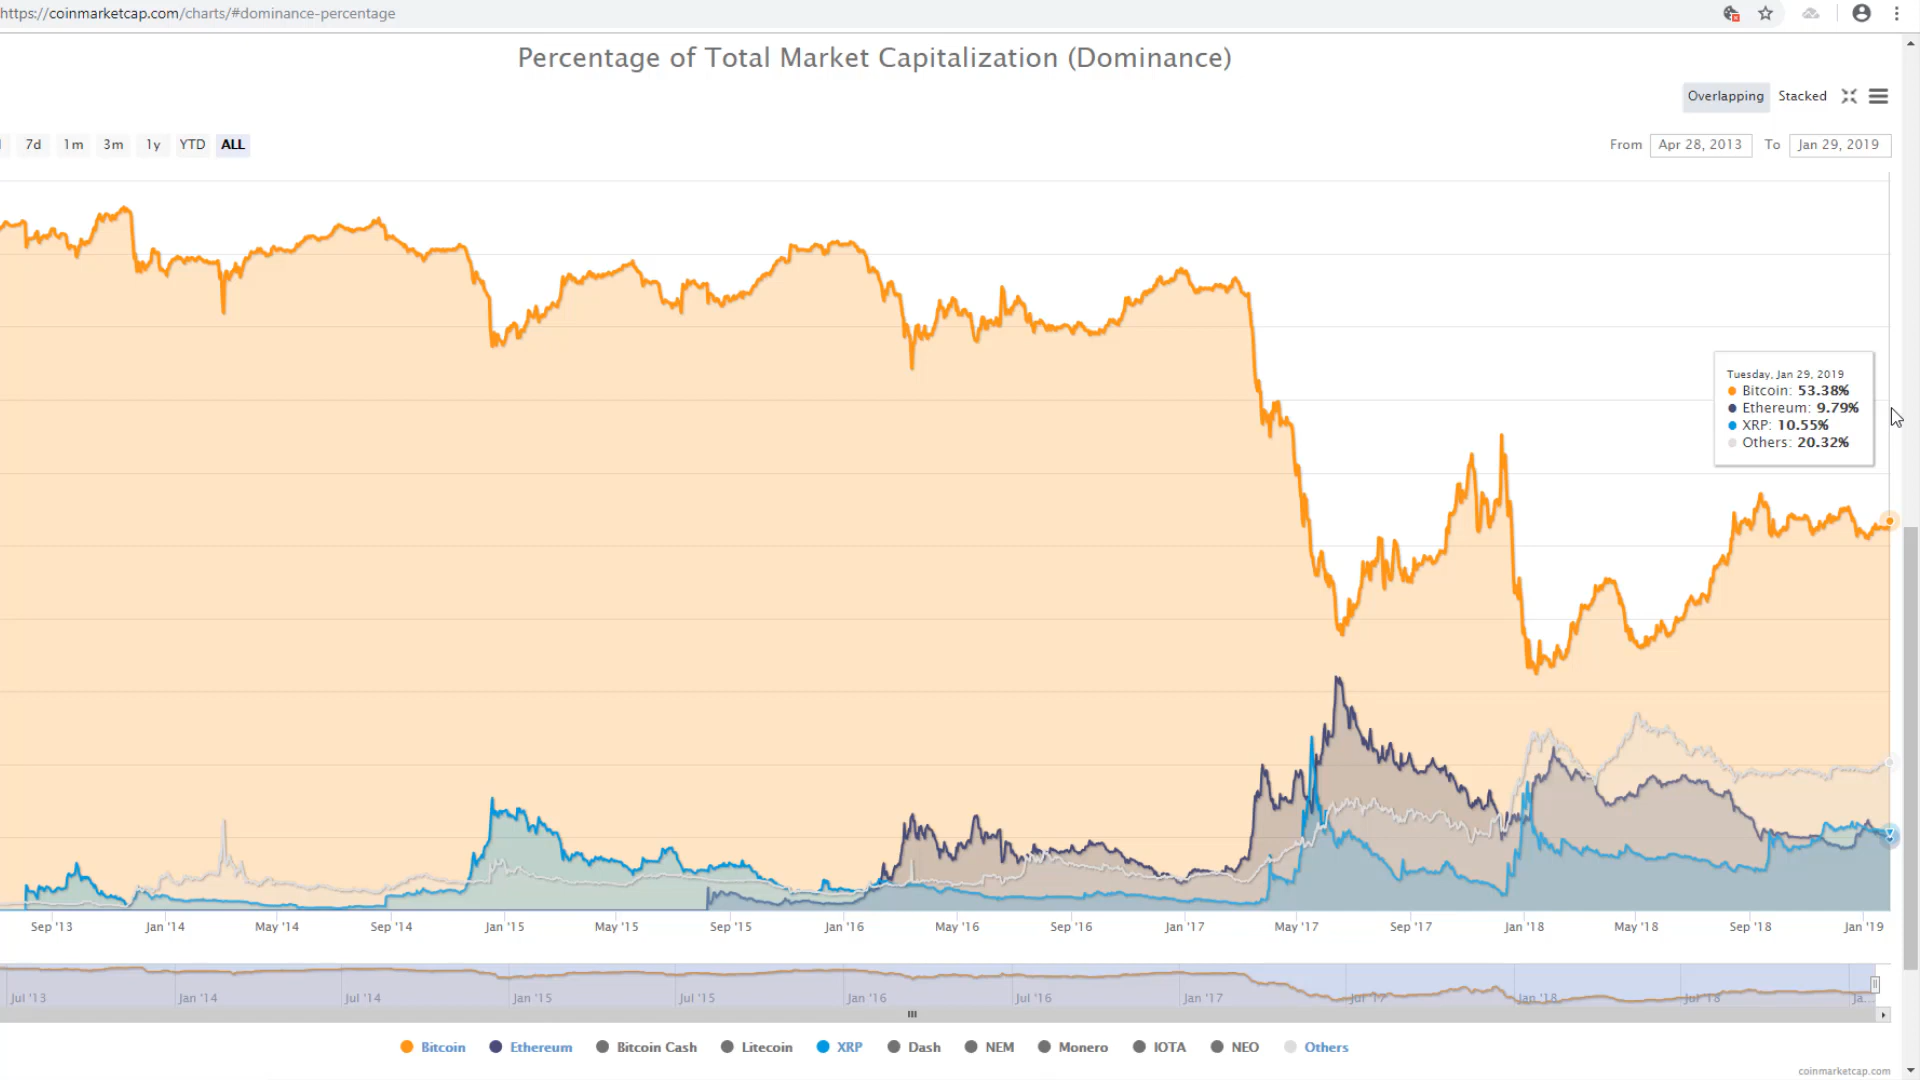 https://coinmarketcap.com/charts/#dominance-percentage
Percentage of Total Market Capitalization (Dominance)
Overlapping Stacked
7d 1m 3m 1y YTD ALL
From Apr 28, 2013 To Jan 29, 2019
Tuesday, Jan 29, 2019
Bitcoin: 53.38%
Ethereum: 9.79%
XRP: 10.55%
Others: 20.32%
Sep '13 Jan '14 May '14 Sep '14 Jan '15 May '15 Sep '15 Jan '16 May '16 Sep '16 Jan '17 May '17 Sep '17 Jan '18 May '18 Sep '18 Jan '19
Jul '13 Jan '14 Jul '14 Jan '15 Jul '15 Jan '16 Jul '16 Jan '17 Jul '17 Jan '18 Jul '18 Ja...
Bitcoin Ethereum Bitcoin Cash Litecoin XRP Dash NEM Monero IOTA NEO Others
coinmarketcap.com